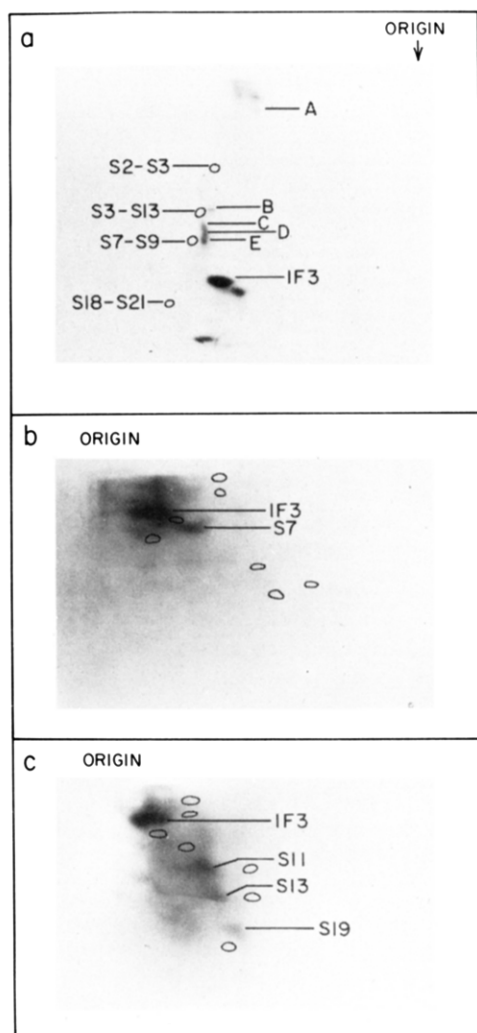 a
ORIGIN
A
S2-S3
B
S3-S13
C
D
S7-S9
E
IF3
S18-S21
b
ORIGIN
IF3
S7
c
ORIGIN
IF3
S11
S13
S19